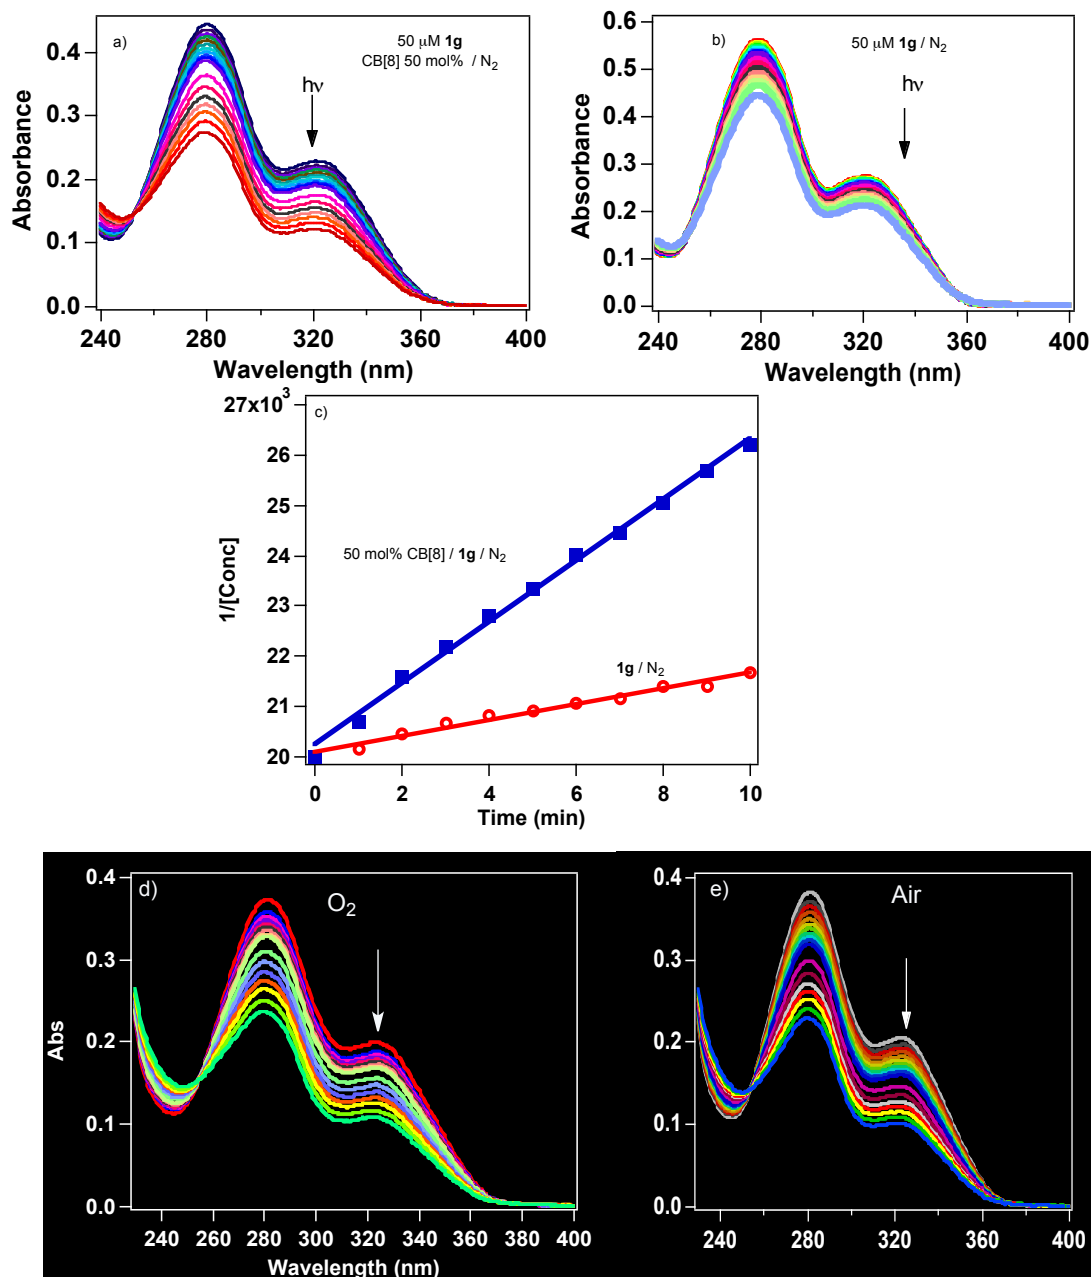 a)
50 μM 1g
CB[8] 50 mol% / N2
hν
Absorbance
0.4
0.3
0.2
0.1
0.0
240 280 320 360 400
Wavelength (nm)
b)
50 μM 1g / N2
hν
Absorbance
0.6
0.5
0.4
0.3
0.2
0.1
0.0
240 280 320 360 400
Wavelength (nm)
c)
27x10³
26
25
24
23
22
21
20
1/[Conc]
50 mol% CB[8] / 1g / N2
1g / N2
0 2 4 6 8 10
Time (min)
d)
O2
Abs
0.4
0.3
0.2
0.1
0.0
240 260 280 300 320 340 360 380 400
Wavelength (nm)
e)
Air
0.4
0.3
0.2
0.1
0.0
240 280 320 360 400